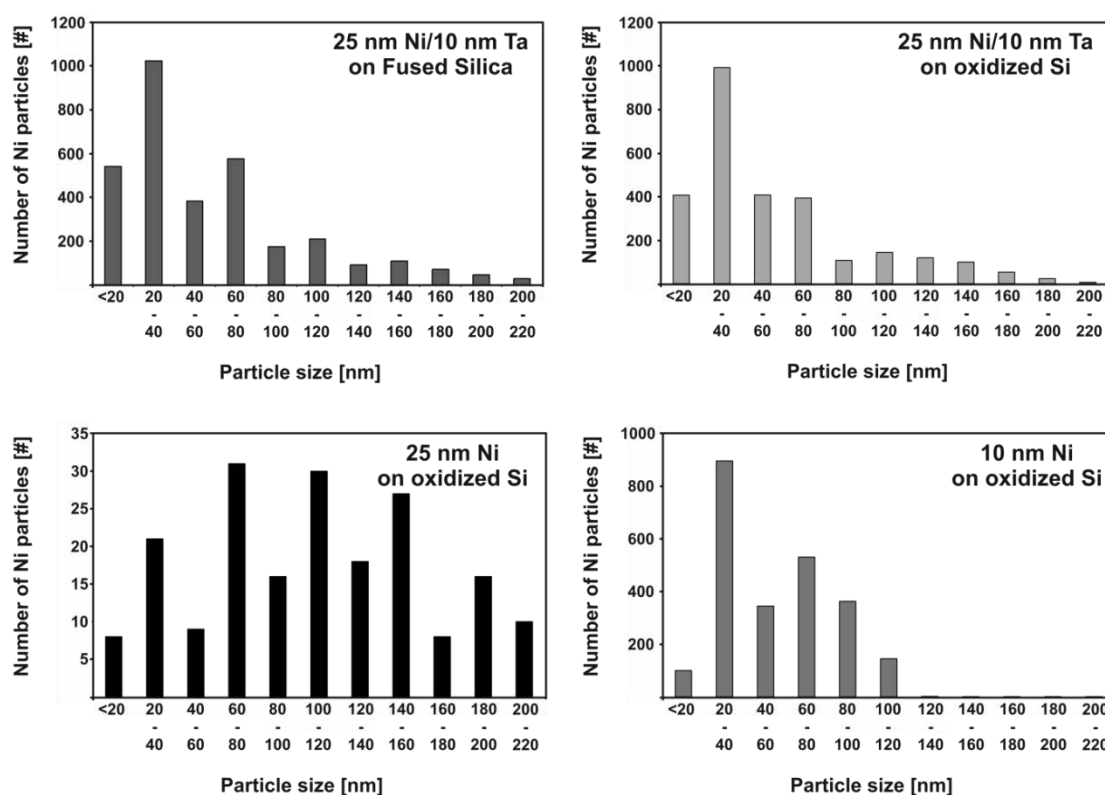 25 nm Ni/10 nm Ta
on Fused Silica
Number of Ni particles [#]
1200
1000
800
600
400
200
<20 20 40 60 80 100 120 140 160 180 200
- - - - - - - - - -
40 60 80 100 120 140 160 180 200 220
Particle size [nm]
25 nm Ni/10 nm Ta
on oxidized Si
Number of Ni particles [#]
1200
1000
800
600
400
200
<20 20 40 60 80 100 120 140 160 180 200
- - - - - - - - - -
40 60 80 100 120 140 160 180 200 220
Particle size [nm]
25 nm Ni
on oxidized Si
Number of Ni particles [#]
35
30
25
20
15
10
5
<20 20 40 60 80 100 120 140 160 180 200
- - - - - - - - - -
40 60 80 100 120 140 160 180 200 220
Particle size [nm]
10 nm Ni
on oxidized Si
Number of Ni particles [#]
1000
800
600
400
200
<20 20 40 60 80 100 120 140 160 180 200
- - - - - - - - - -
40 60 80 100 120 140 160 180 200 220
Particle size [nm]